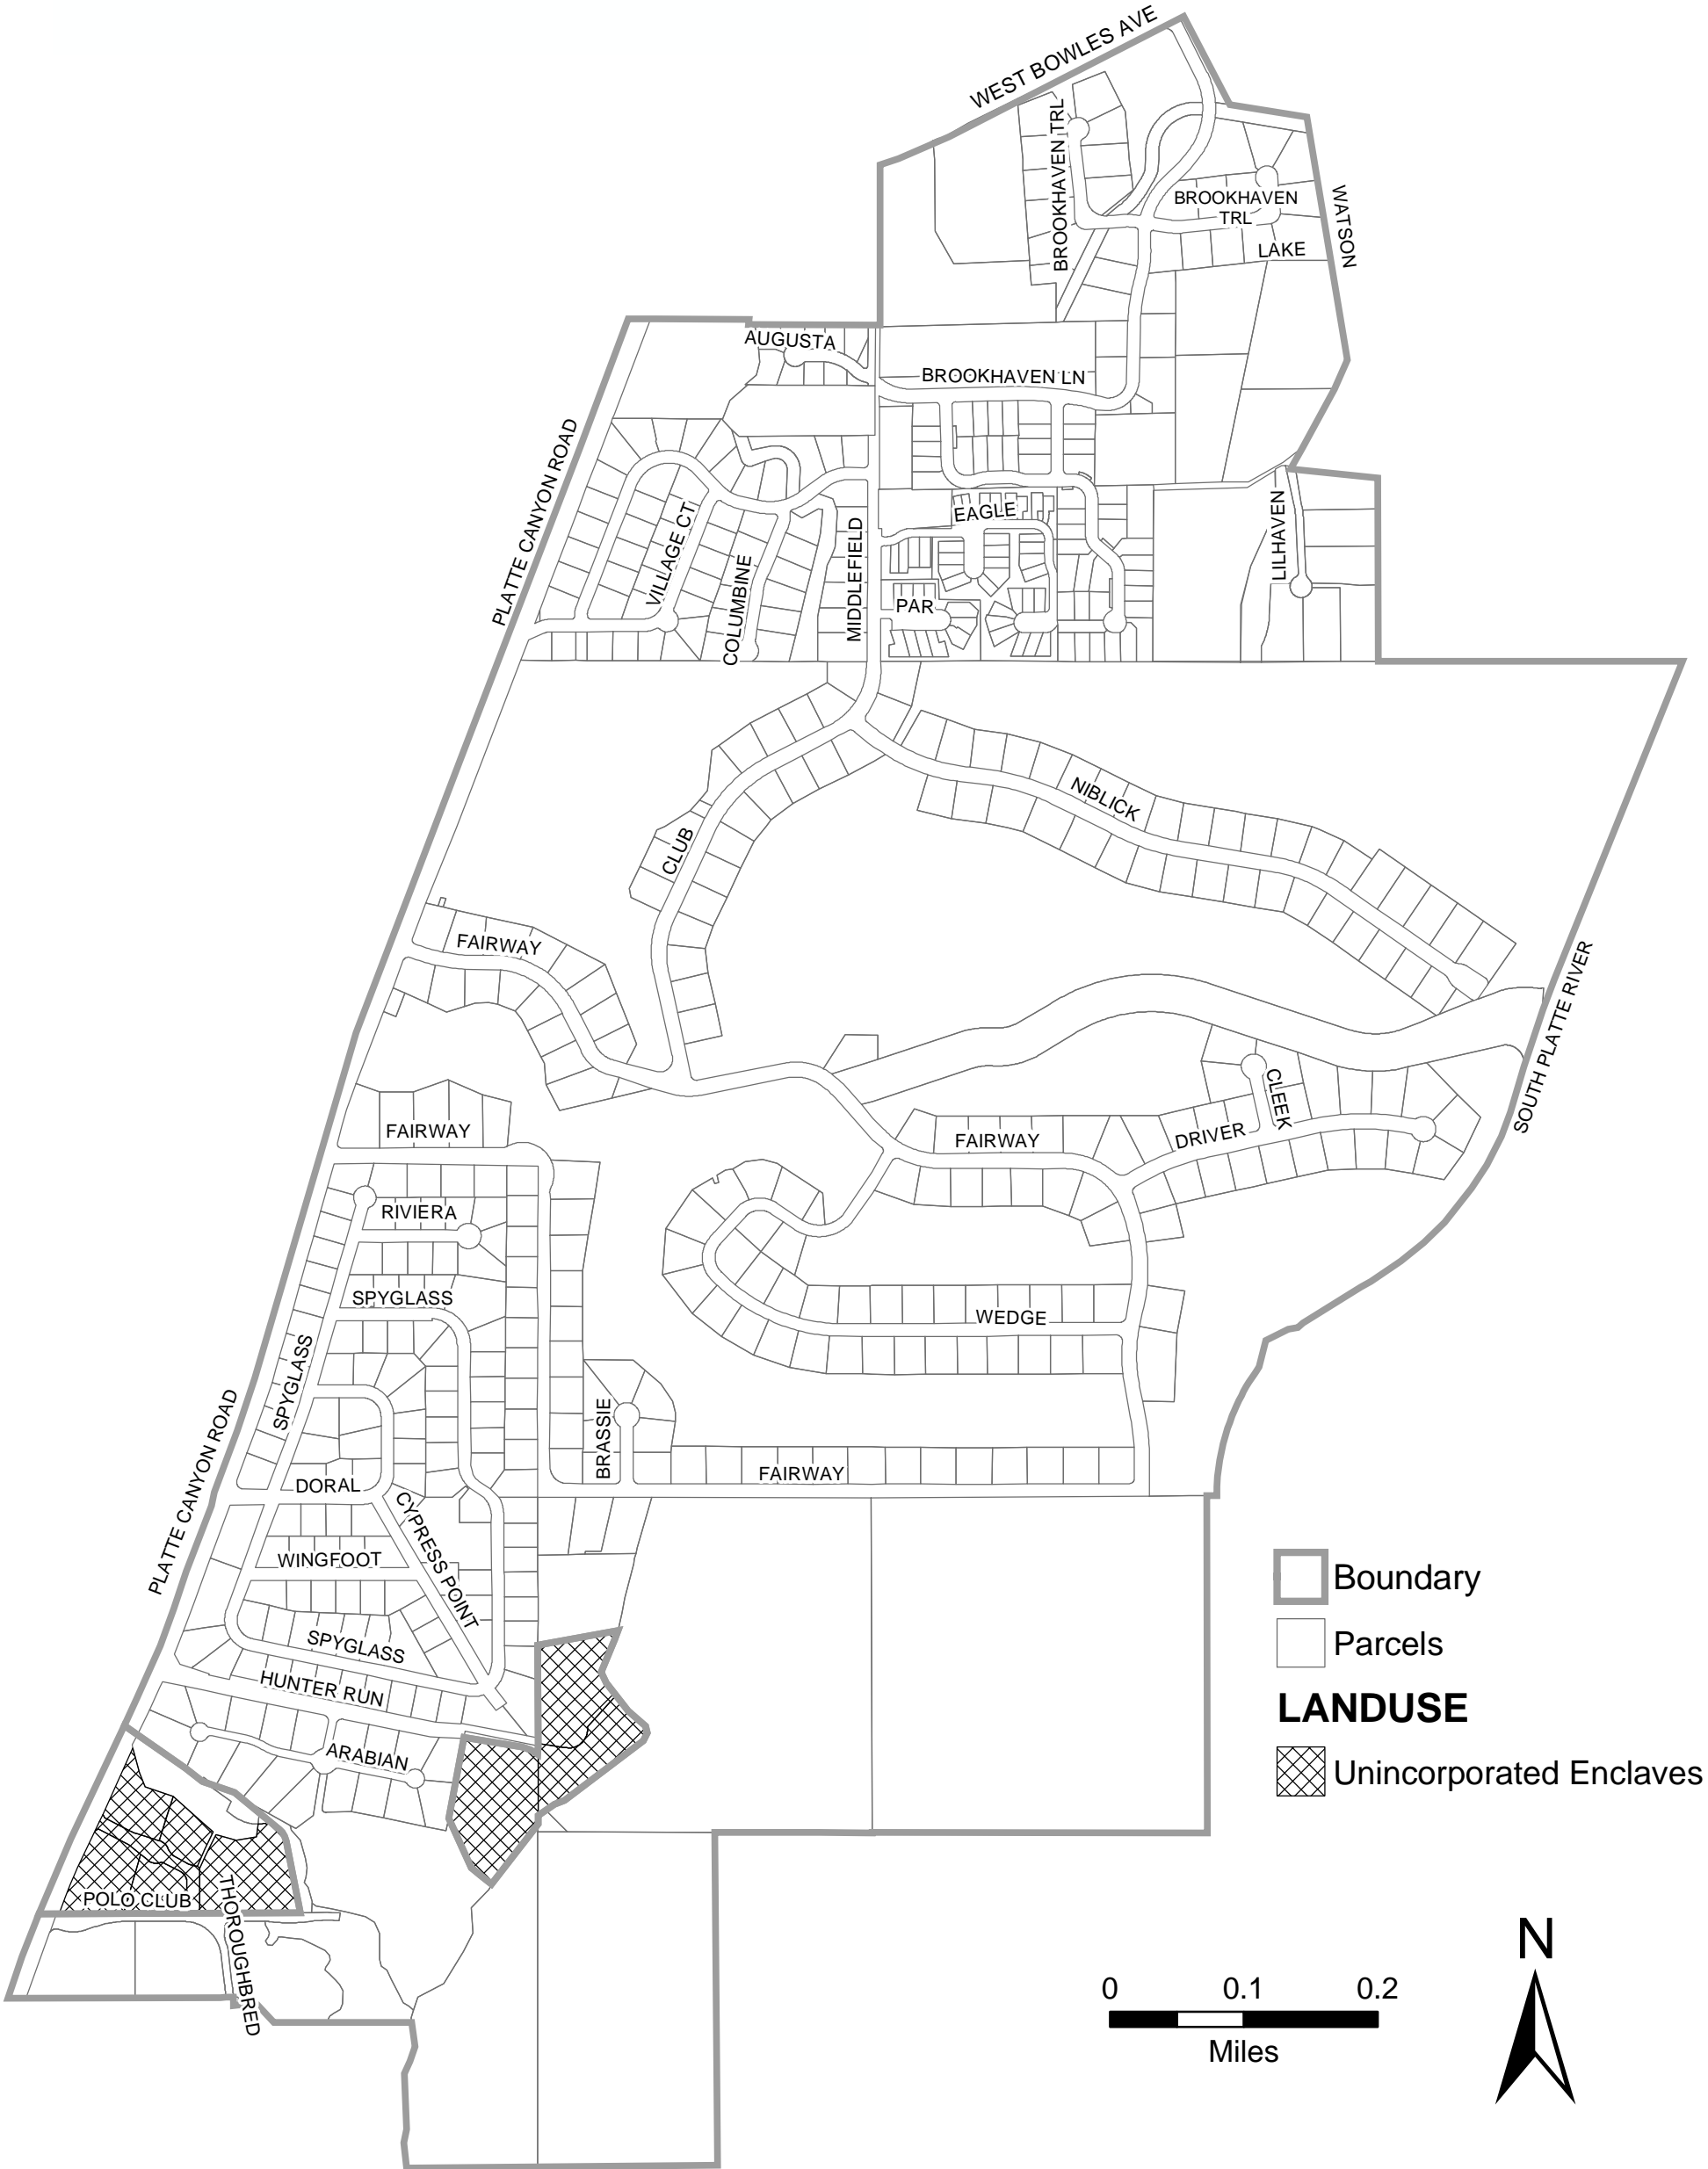 WEST BOWLES AVE
BROOKHAVEN TRL
BROOKHAVEN
TRL
WATSON
LAKE
AUGUSTA
BROOKHAVEN LN
PLATTE CANYON ROAD
VILLAGE CT
COLUMBINE
MIDDLEFIELD
EAGLE
LILHAVEN
PAR
NIBLICK
CLUB
FAIRWAY
SOUTH PLATTE RIVER
CLEEK
FAIRWAY
FAIRWAY
DRIVER
RIVIERA
SPYGLASS
WEDGE
SPYGLASS
BRASSIE
PLATTE CANYON ROAD
FAIRWAY
DORAL
CYPRESS POINT
WINGFOOT
SPYGLASS
HUNTER RUN
ARABIAN
POLO CLUB
THOROUGHBRED
Boundary
Parcels
LANDUSE
Unincorporated Enclaves
N
0 0.1 0.2
Miles